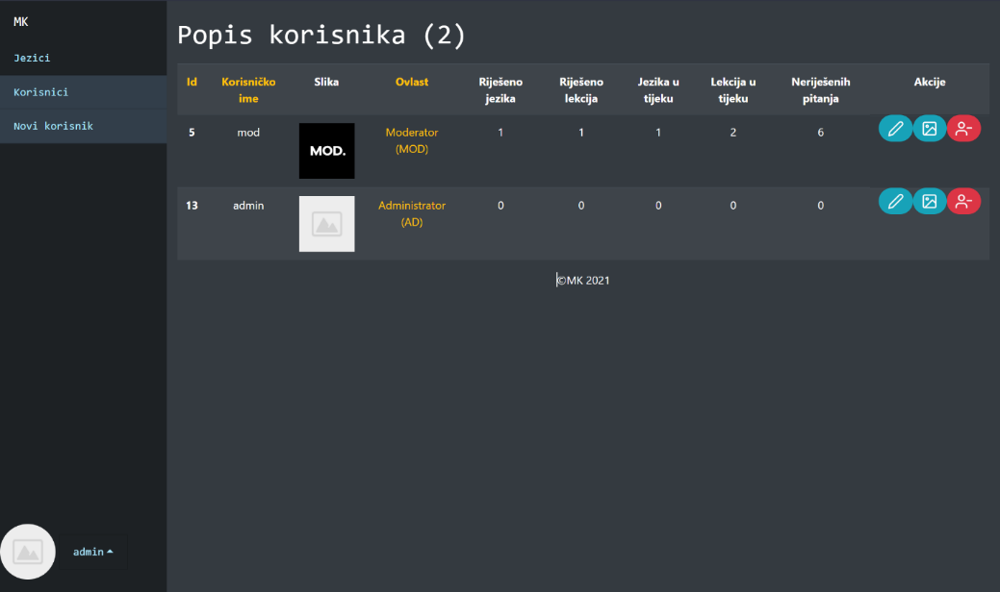 MK
Jezici
Korisnici
Novi korisnik
admin
Popis korisnika (2)
Id Korisničko ime Slika Ovlast Riješeno jezika Riješeno lekcija Jezika u tijeku Lekcija u tijeku Neriješenih pitanja Akcije
5 mod MOD. Moderator (MOD) 1 1 1 2 6
13 admin Administrator (AD) 0 0 0 0 0
©MK 2021